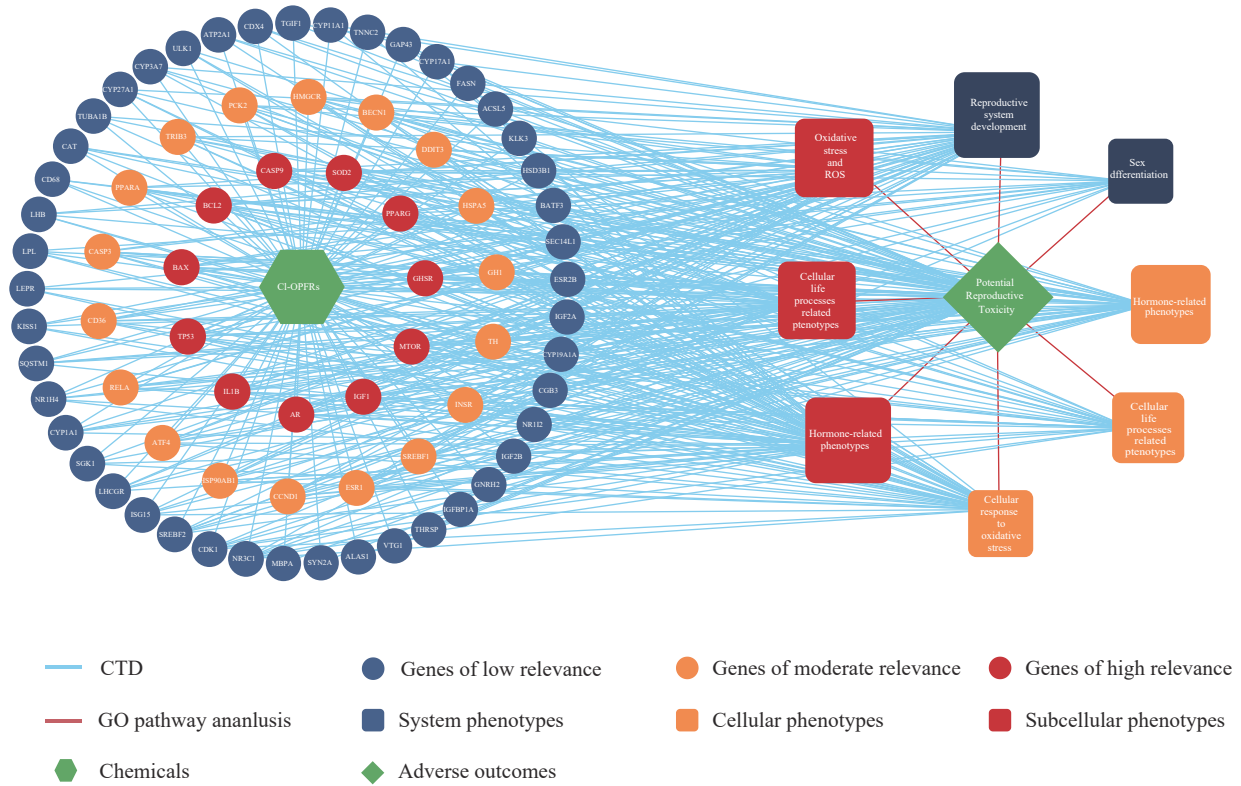 TGIF1
CYP11A1
TNNC2
GAP43
CYP17A1
FASN
ACSL5
KLK3
HSD3B1
BATF3
SEC14L1
ESR2B
IGF2A
CYP19A1A
CGB3
NR1I2
IGF2B
GNRH2
IGFBP1A
THRSP
VTG1
ALAS1
SYN2A
MBPA
NR3C1
CDK1
SREBF2
ISG15
LHCGR
SGK1
CYP1A1
NR1H4
SQSTM1
KISS1
LEPR
LPL
LHB
CD68
CAT
TUBA1B
CYP27A1
CYP3A7
ULK1
ATP2A1
CDX4
HMGCR
BECN1
DDIT3
HSPA5
GH1
TH
INSR
SREBF1
ESR1
CCND1
HSP90AB1
ATF4
RELA
CD36
CASP3
PPARA
TRIB3
PCK2
CASP9
SOD2
PPARG
GHSR
MTOR
IGF1
AR
IL1B
TP53
BAX
BCL2
Cl-OPFRs
Oxidative
stress
and
ROS
Cellular
life
processes
related
ptenotypes
Hormone-related
phenotypes
Reproductive
system
development
Sex
dfferentiation
Potential
Reproductive
Toxicity
Hormone-related
phenotypes
Cellular
life
processes
related
ptenotypes
Cellular
response
to
oxidative
stress
CTD
Genes of low relevance
Genes of moderate relevance
Genes of high relevance
GO pathway ananlusis
System phenotypes
Cellular phenotypes
Subcellular phenotypes
Chemicals
Adverse outcomes